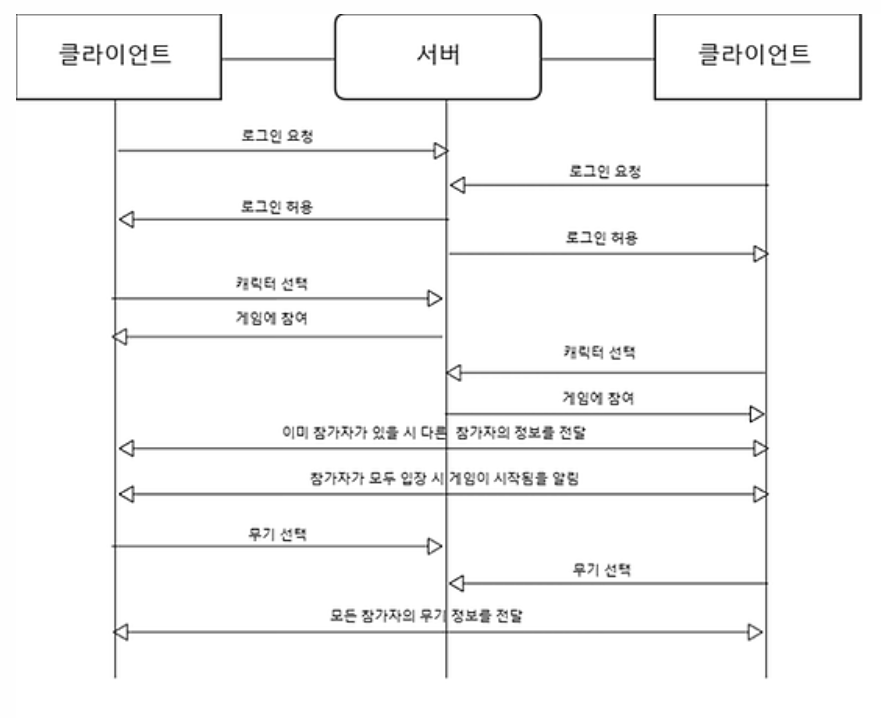 클라이언트
서버
클라이언트
로그인 요청
로그인 요청
로그인 허용
로그인 허용
캐릭터 선택
게임에 참여
캐릭터 선택
게임에 참여
이미 참가자가 있을 시 다른 참가자의 정보를 전달
참가자가 모두 입장 시 게임이 시작됨을 알림
무기 선택
무기 선택
모든 참가자의 무기 정보를 전달